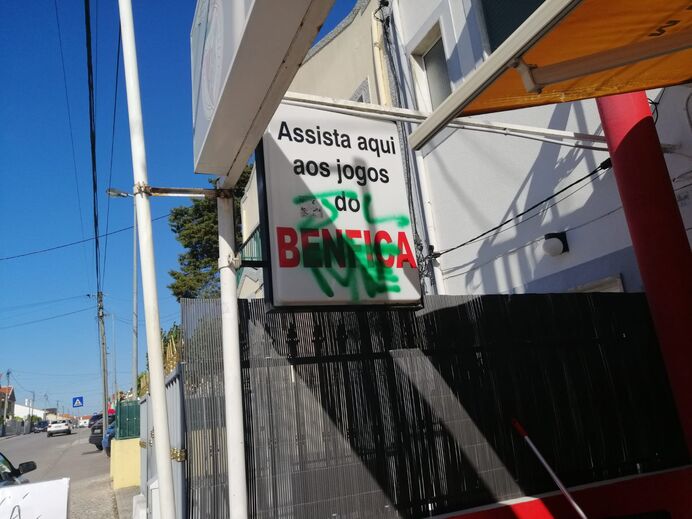 Assista aqui
aos jogos
do
BENFICA